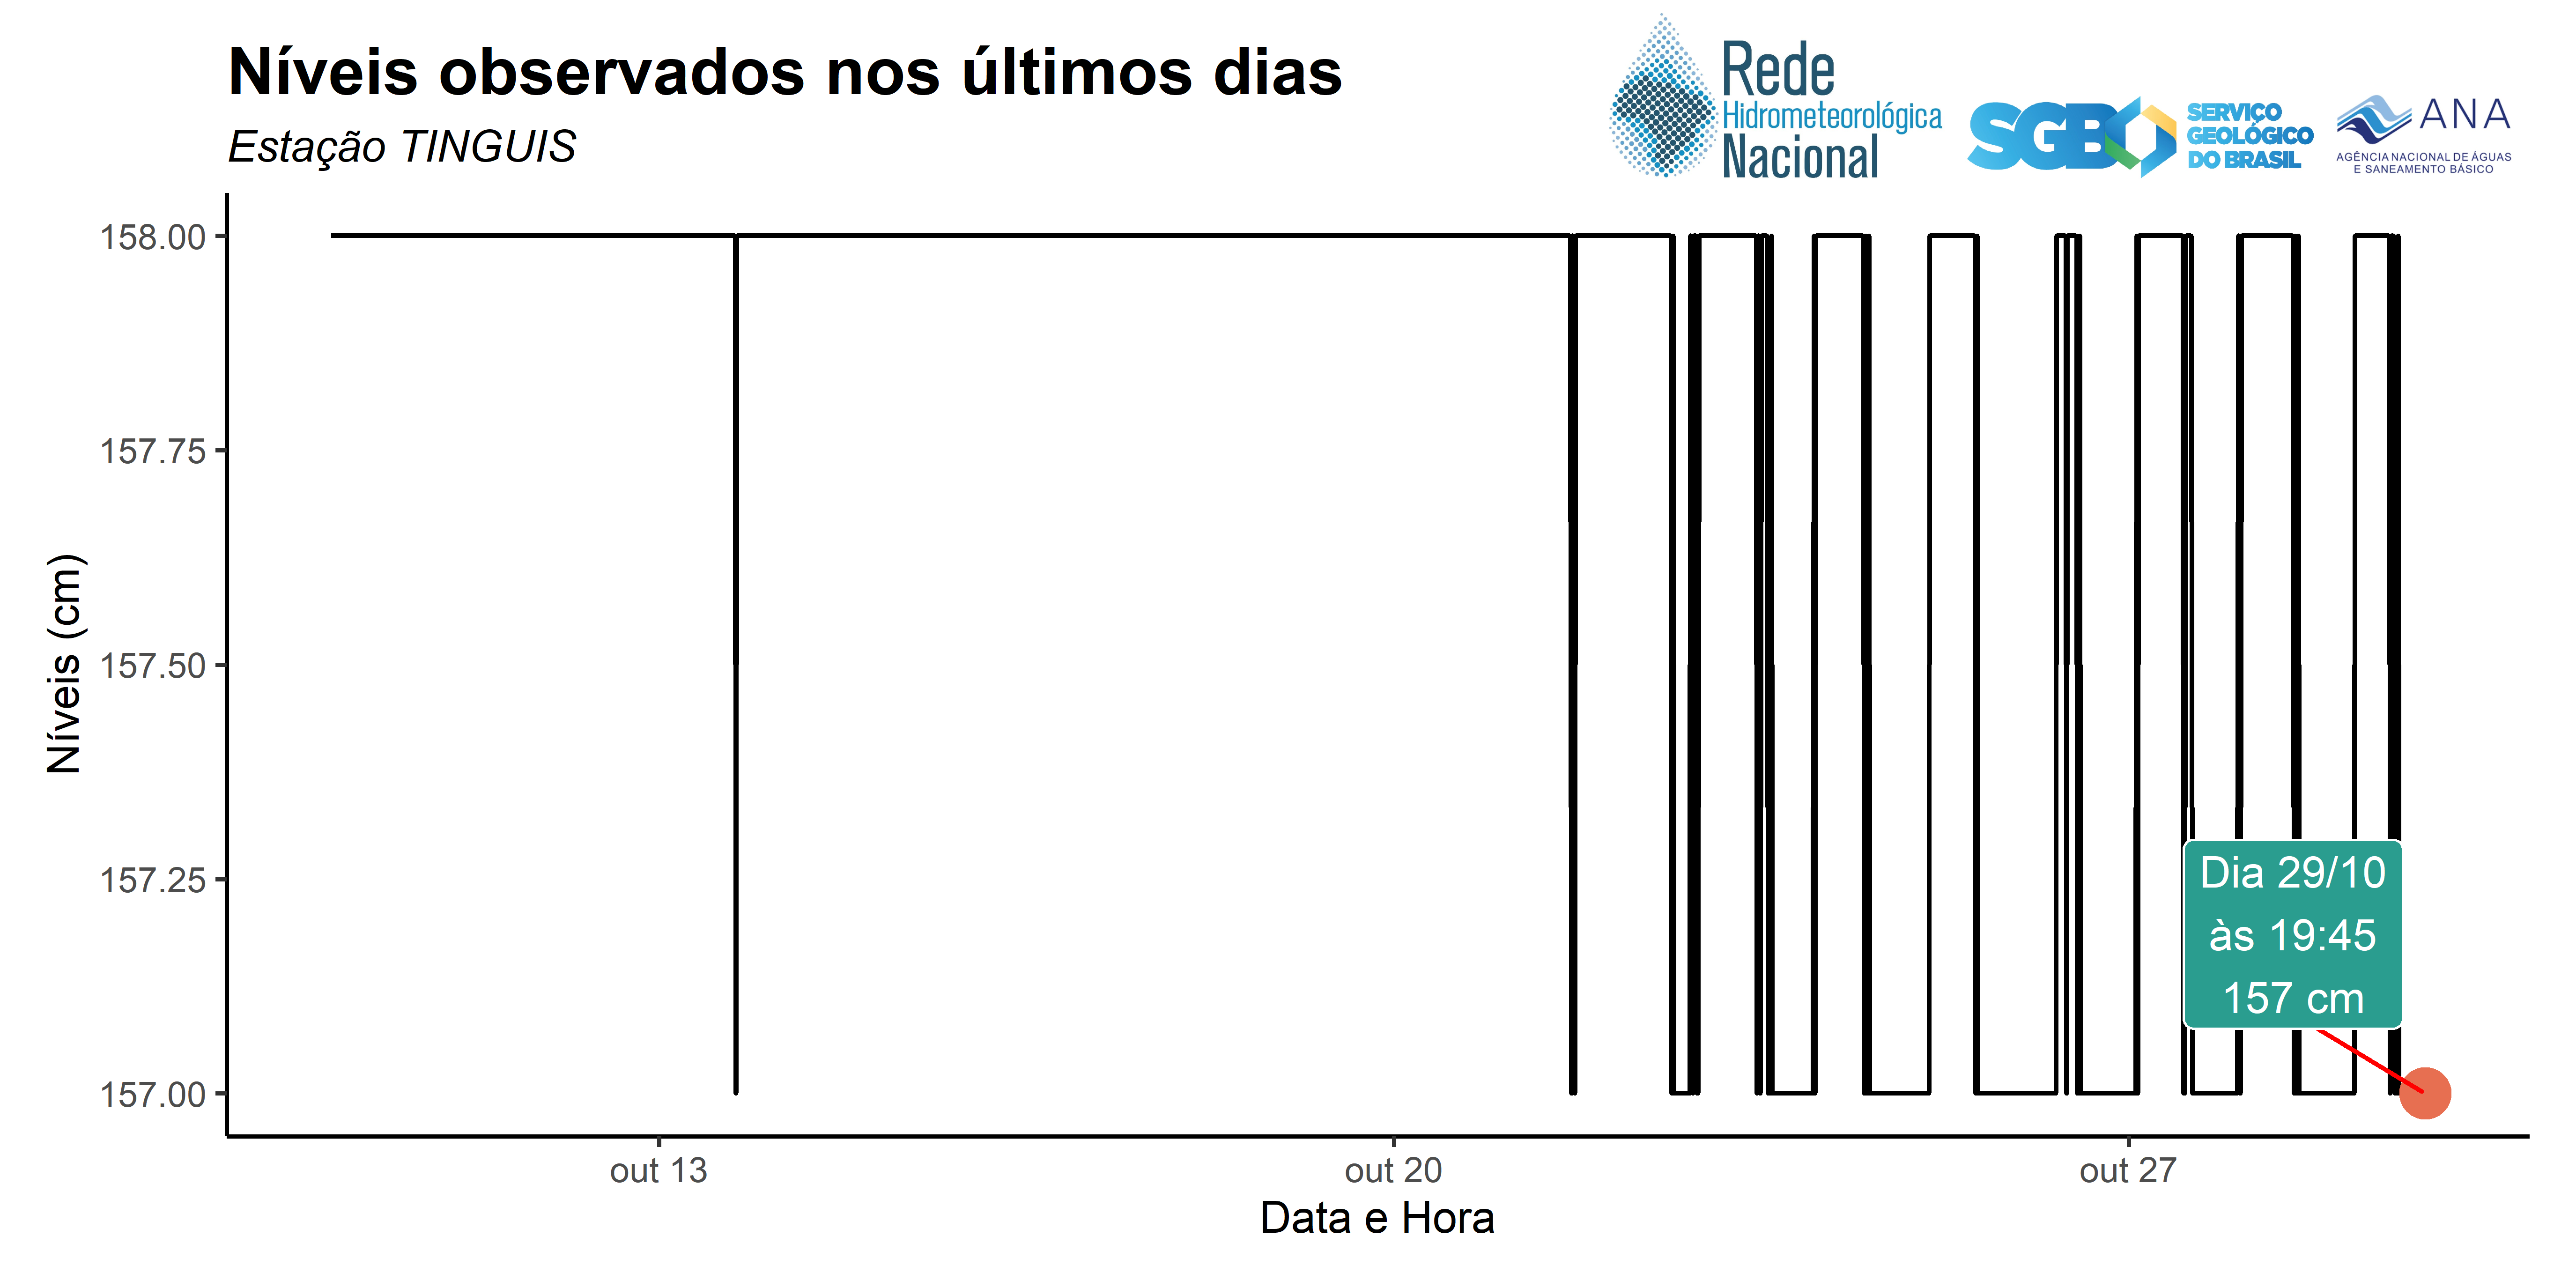 Níveis observados nos últimos dias
Estação TINGUIS
Rede
Hidrometeorológica
Nacional
SGB
SERVIÇO
GEOLÓGICO
DO BRASIL
ANA
AGÊNCIA NACIONAL DE ÁGUAS
E SANEAMENTO BÁSICO
Níveis (cm)
158.00
157.75
157.50
157.25
157.00
Dia 29/10
às 19:45
157 cm
out 13
out 20
out 27
Data e Hora